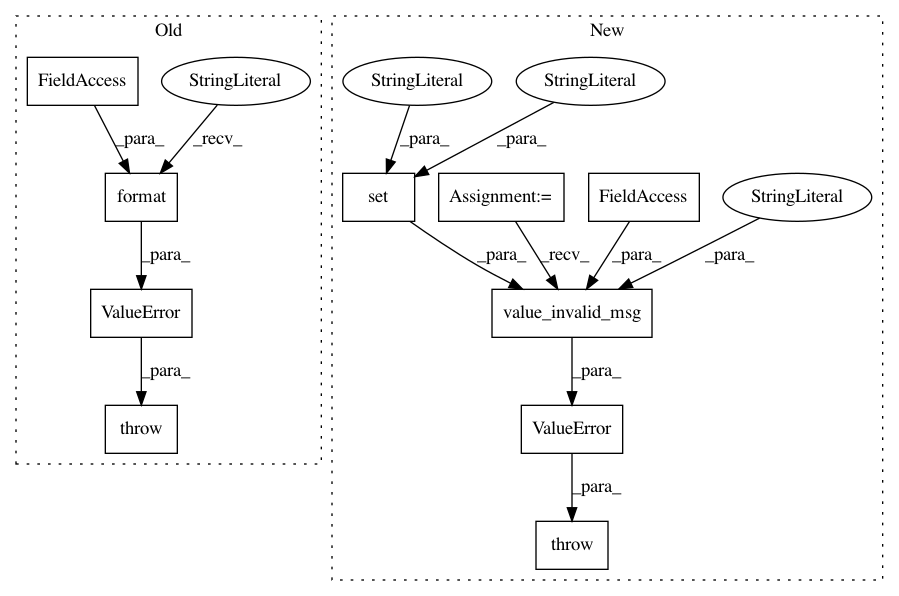 Old
New
FieldAccess
StringLiteral
StringLiteral
StringLiteral
_para_
_recv_
_para_
_para_
format
set
Assignment:=
FieldAccess
StringLiteral
_para_
_para_
_recv_
_para_
_para_
ValueError
value_invalid_msg
_para_
_para_
throw
ValueError
_para_
throw